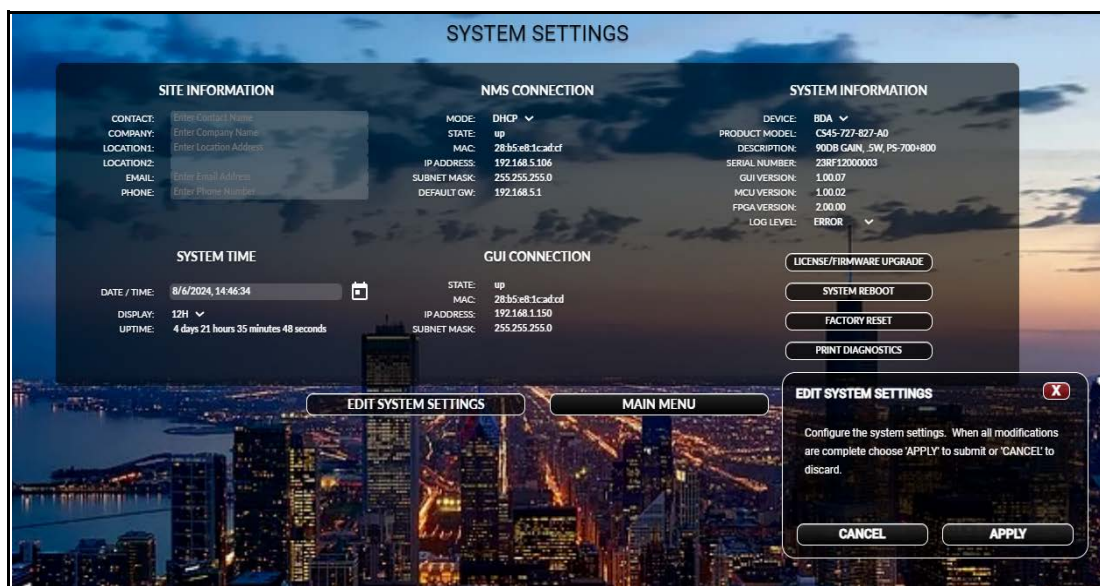 SYSTEM SETTINGS
SITE INFORMATION
CONTACT: Enter Contact Name
COMPANY: Enter Company Name
LOCATION1: Enter Location Address
LOCATION2:
EMAIL: Enter Email Address
PHONE: Enter Phone Number
NMS CONNECTION
MODE: DHCP
STATE: up
MAC: 28:b5:e8:1c:ad:cf
IP ADDRESS: 192.168.5.106
SUBNET MASK: 255.255.255.0
DEFAULT GW: 192.168.5.1
SYSTEM INFORMATION
DEVICE: BDA
PRODUCT MODEL: CS45-727-827-A0
DESCRIPTION: 90DB GAIN, .5W, PS-700+800
SERIAL NUMBER: 23RF12000003
GUI VERSION: 1.00.07
MCU VERSION: 1.00.02
FPGA VERSION: 2.00.00
LOG LEVEL: ERROR
SYSTEM TIME
DATE / TIME: 8/6/2024, 14:46:34
DISPLAY: 12H
UPTIME: 4 days 21 hours 35 minutes 48 seconds
GUI CONNECTION
STATE: up
MAC: 28:b5:e8:1c:ad:cd
IP ADDRESS: 192.168.1.150
SUBNET MASK: 255.255.255.0
LICENSE/FIRMWARE UPGRADE
SYSTEM REBOOT
FACTORY RESET
PRINT DIAGNOSTICS
EDIT SYSTEM SETTINGS
MAIN MENU
EDIT SYSTEM SETTINGS
X
Configure the system settings. When all modifications
are complete choose 'APPLY' to submit or 'CANCEL' to
discard.
CANCEL
APPLY